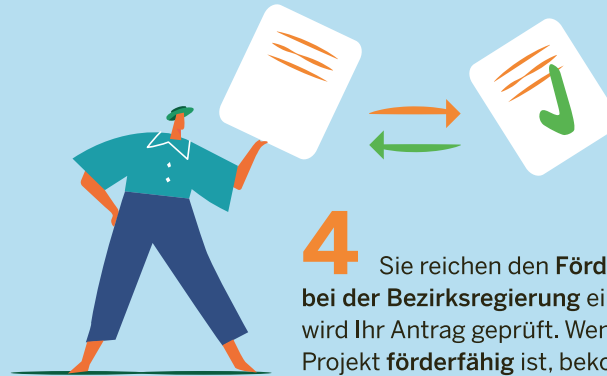 4 Sie reichen den Förd
bei der Bezirksregierung ei
wird Ihr Antrag geprüft. Wen
Projekt förderfähig ist, beko